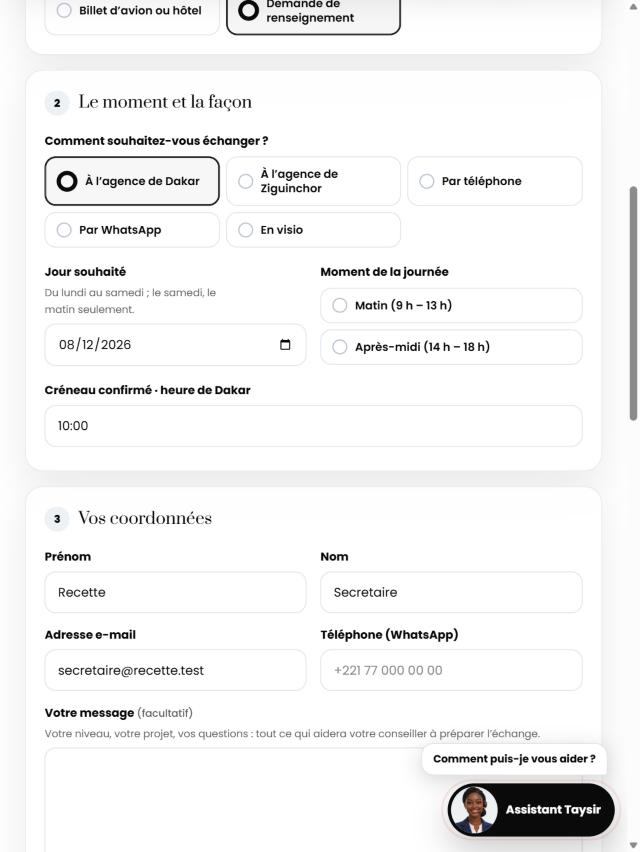 Billet d’avion ou hôtel
Demande de
renseignement
2 Le moment et la façon
Comment souhaitez-vous échanger ?
À l’agence de Dakar
À l’agence de
Ziguinchor
Par téléphone
Par WhatsApp
En visio
Jour souhaité
Du lundi au samedi ; le samedi, le
matin seulement.
08/12/2026
Moment de la journée
Matin (9 h – 13 h)
Après-midi (14 h – 18 h)
Créneau confirmé · heure de Dakar
10:00
3 Vos coordonnées
Prénom
Recette
Nom
Secretaire
Adresse e-mail
secretaire@recette.test
Téléphone (WhatsApp)
+221 77 000 00 00
Votre message (facultatif)
Votre niveau, votre projet, vos questions : tout ce qui aidera votre conseiller à préparer l’échange.
Comment puis-je vous aider ?
Assistant Taysir